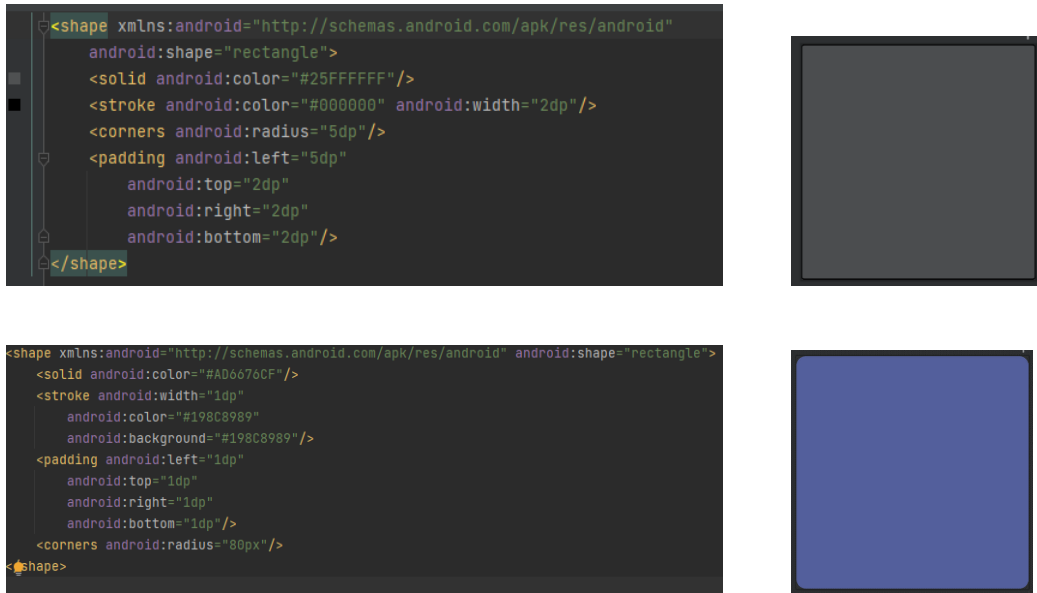 <shape xmlns:android="http://schemas.android.com/apk/res/android"
android:shape="rectangle">
<solid android:color="#25FFFFFF"/>
<stroke android:color="#000000" android:width="2dp"/>
<corners android:radius="5dp"/>
<padding android:left="5dp"
android:top="2dp"
android:right="2dp"
android:bottom="2dp"/>
</shape>
<shape xmlns:android="http://schemas.android.com/apk/res/android" android:shape="rectangle">
<solid android:color="#AD6676CF"/>
<stroke android:width="1dp"
android:color="#198C8989"
android:background="#198C8989"/>
<padding android:left="1dp"
android:top="1dp"
android:right="1dp"
android:bottom="1dp"/>
<corners android:radius="80px"/>
</shape>